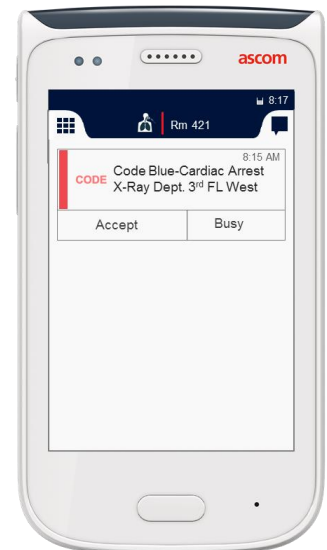 ascom
8:17
Rm 421
8:15 AM
CODE Code Blue-Cardiac Arrest
X-Ray Dept. 3rd FL West
Accept Busy